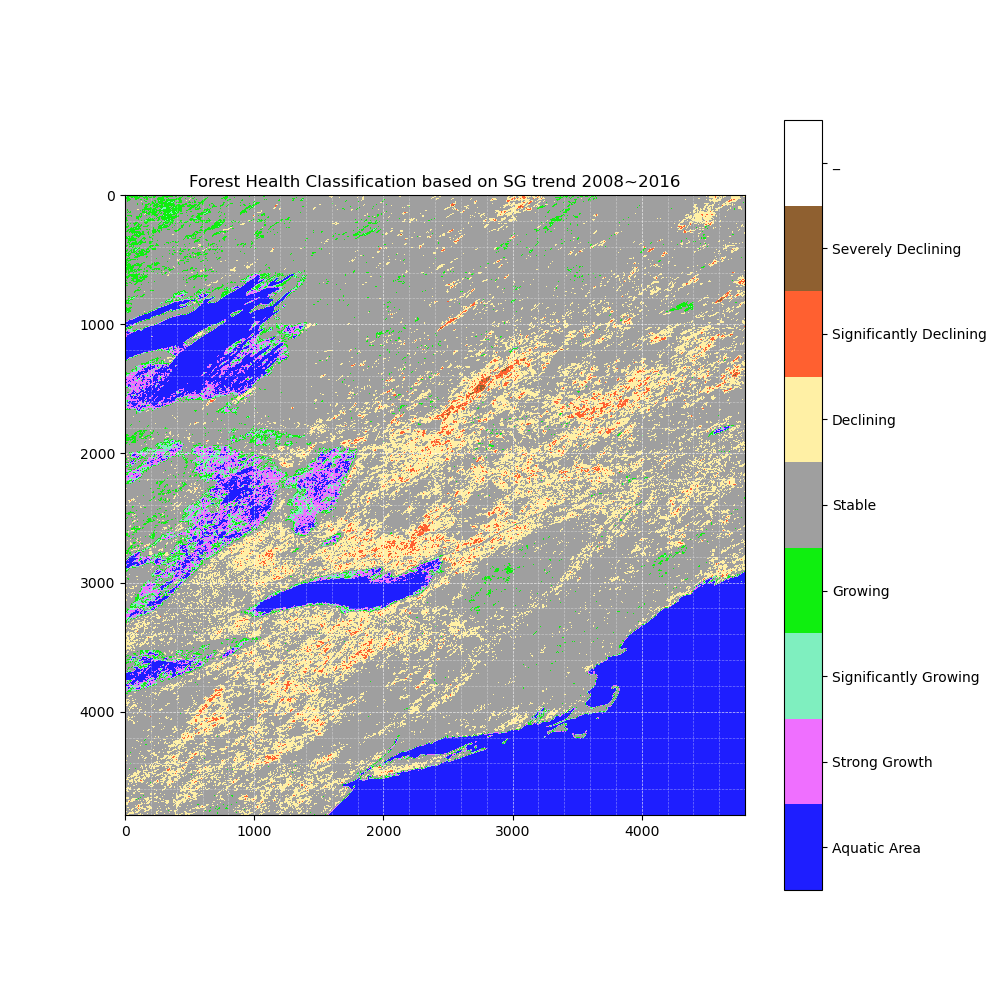 Forest Health Classification based on SG trend 2008~2016
0
1000
2000
3000
4000
0
1000
2000
3000
4000
_
Severely Declining
Significantly Declining
Declining
Stable
Growing
Significantly Growing
Strong Growth
Aquatic Area